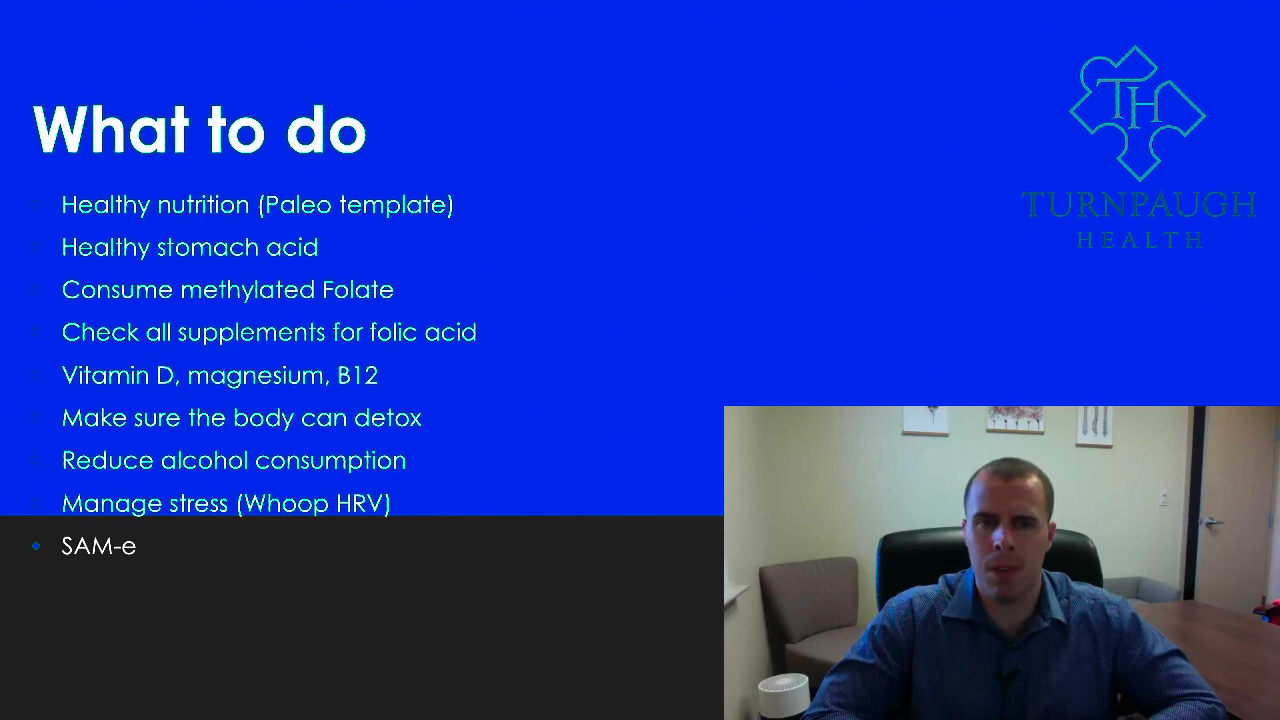 What to do
Healthy nutrition (Paleo template)
Healthy stomach acid
Consume methylated Folate
Check all supplements for folic acid
Vitamin D, magnesium, B12
Make sure the body can detox
Reduce alcohol consumption
Manage stress (Whoop HRV)
SAM-e
TH
TURNPAUGH
HEALTH